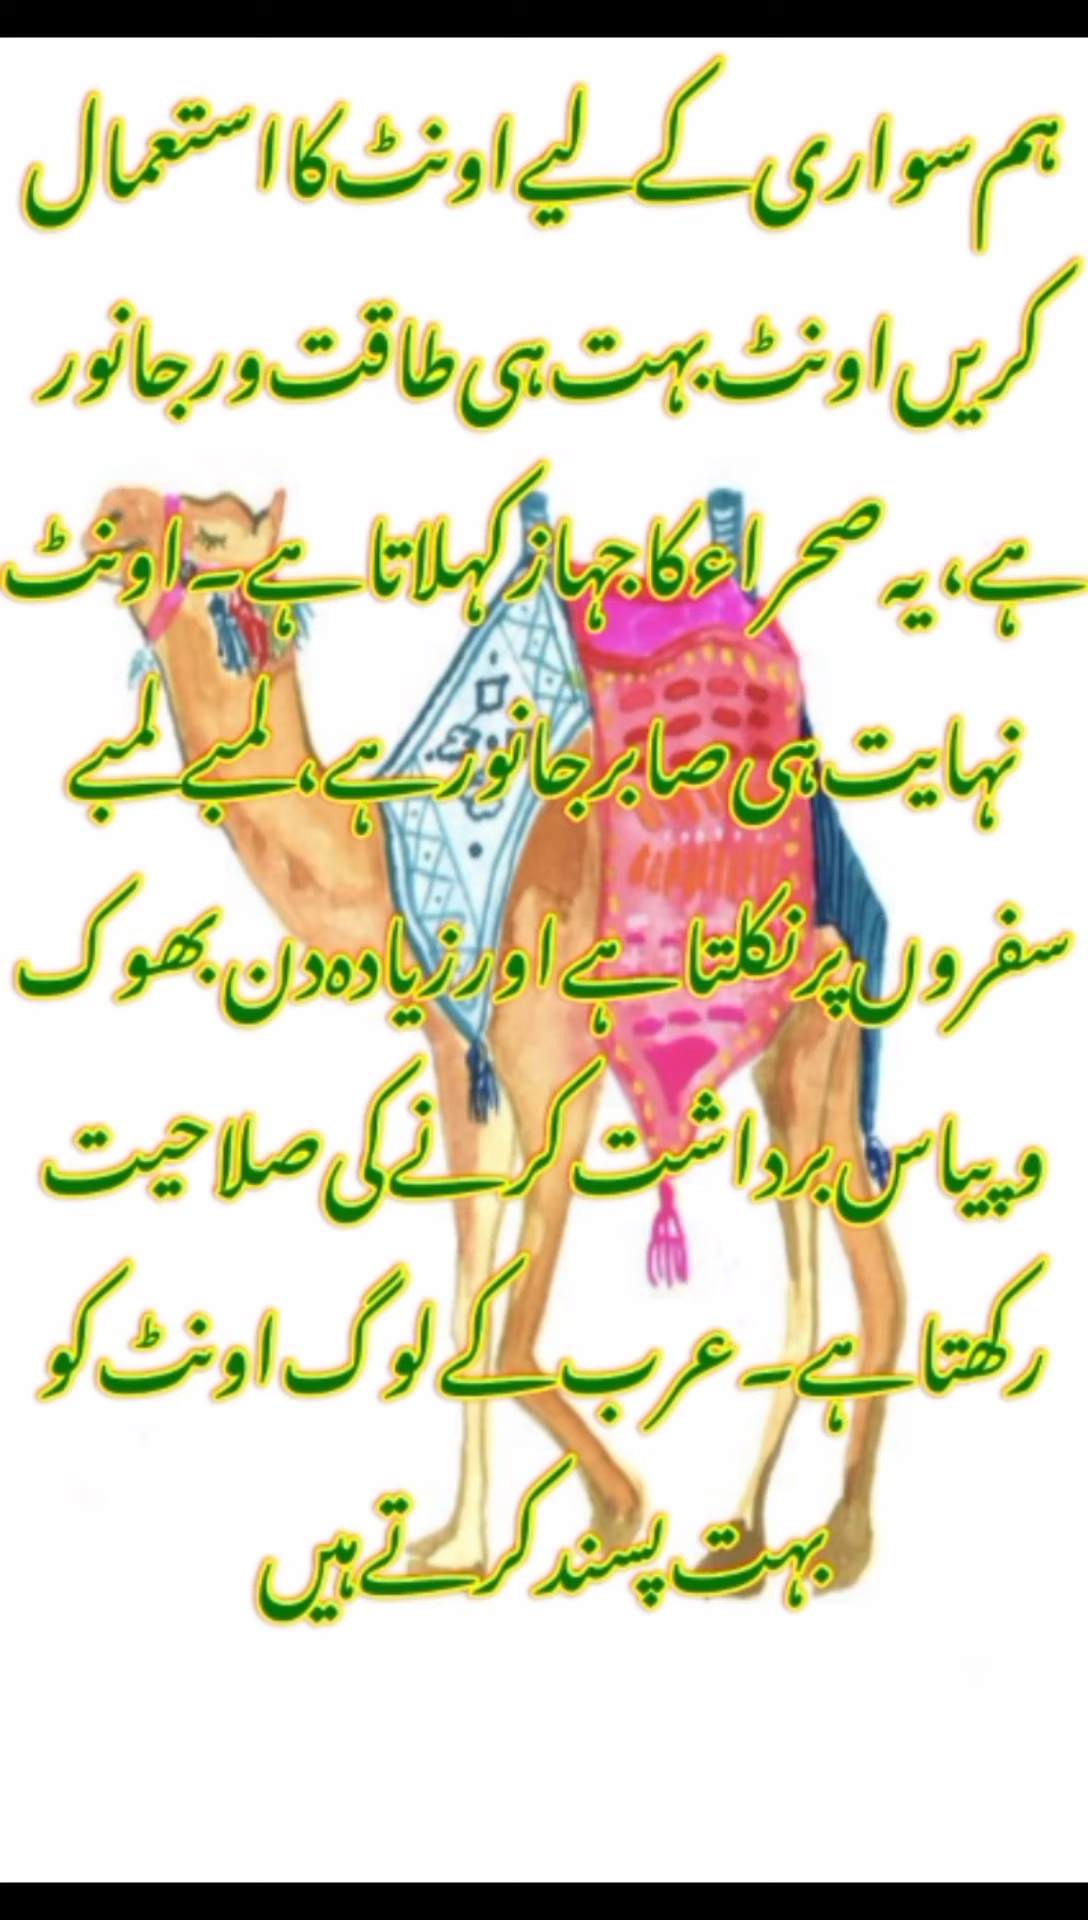 ہم سواری کے لیے اونٹ کا استعمال
کریں اونٹ بہت ہی طاقت ور جانور
ہے، یہ صحراء کا جہاز کہلاتا ہے۔ اونٹ
نہایت ہی صابر جانور ہے، لمبے لمبے
سفروں پر نکلتا ہے اور زیادہ دن بھوک
و پیاس برداشت کرنے کی صلاحیت
رکھتا ہے۔ عرب کے لوگ اونٹ کو
بہت پسند کرتے ہیں